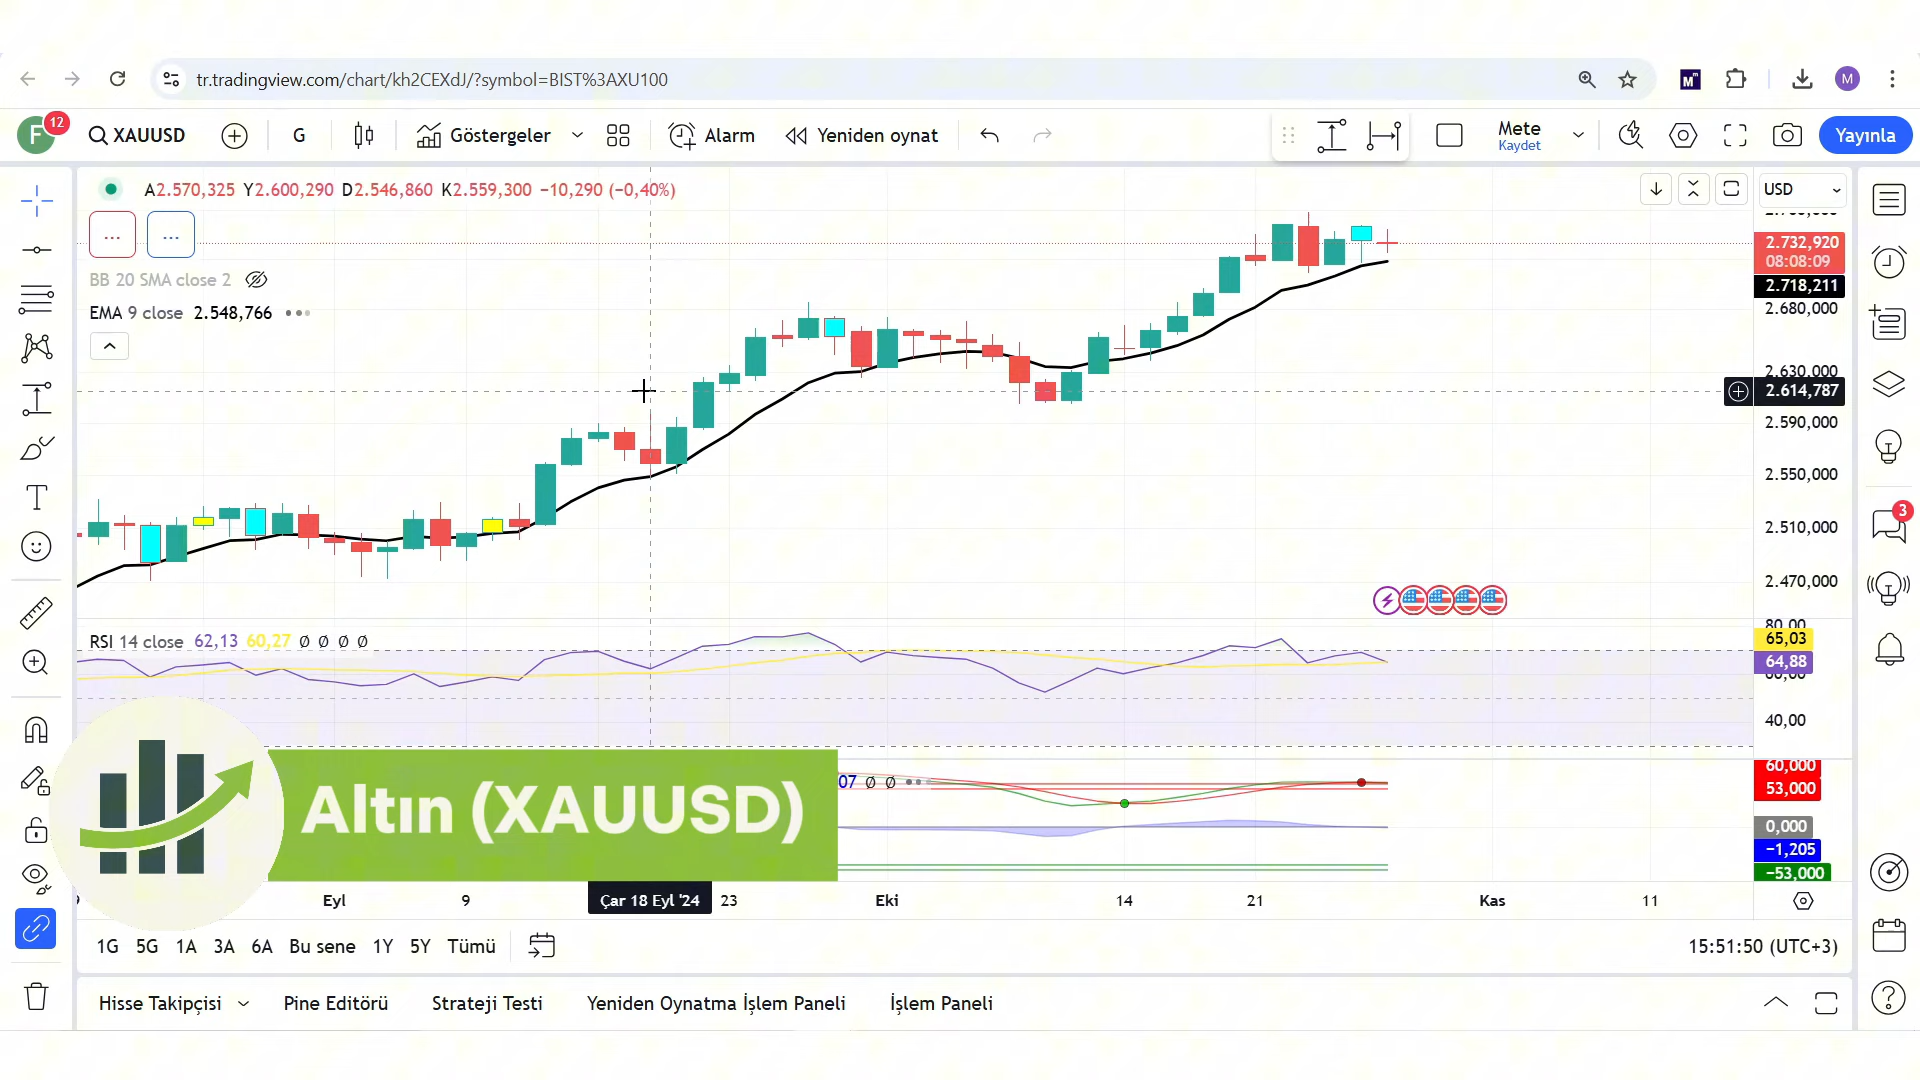 tr.tradingview.com/chart/kh2CEXdJ/?symbol=BIST%3AXU100
M
M
F
12
XAUUSD
G
Göstergeler
Alarm
Yeniden oynat
Mete
Kaydet
Yayınla
A2.570,325 Y2.600,290 D2.546,860 K2.559,300 −10,290 (−0,40%)
USD
...
...
BB 20 SMA close 2
EMA 9 close 2.548,766
2.732,920
08:08:09
2.718,211
2.680,000
2.630,000
2.614,787
2.590,000
2.550,000
2.510,000
2.470,000
3
RSI 14 close 62,13 60,27 ∅ ∅ ∅ ∅
80,00
65,03
64,88
60,00
40,00
07 ∅ ∅
60,000
53,000
0,000
−1,205
−53,000
Altın (XAUUSD)
Eyl
9
Çar 18 Eyl '24
23
Eki
14
21
Kas
11
1G 5G 1A 3A 6A Bu sene 1Y 5Y Tümü
15:51:50 (UTC+3)
Hisse Takipçisi
Pine Editörü
Strateji Testi
Yeniden Oynatma İşlem Paneli
İşlem Paneli